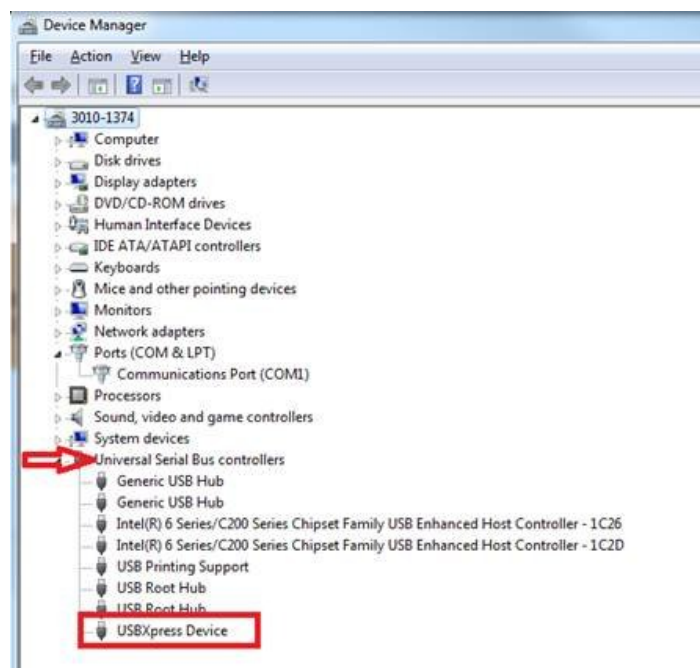 Device Manager
File Action View Help
3010-1374
Computer
Disk drives
Display adapters
DVD/CD-ROM drives
Human Interface Devices
IDE ATA/ATAPI controllers
Keyboards
Mice and other pointing devices
Monitors
Network adapters
Ports (COM & LPT)
Communications Port (COM1)
Processors
Sound, video and game controllers
System devices
Universal Serial Bus controllers
Generic USB Hub
Generic USB Hub
Intel(R) 6 Series/C200 Series Chipset Family USB Enhanced Host Controller - 1C26
Intel(R) 6 Series/C200 Series Chipset Family USB Enhanced Host Controller - 1C2D
USB Printing Support
USB Root Hub
USB Root Hub
USBXpress Device